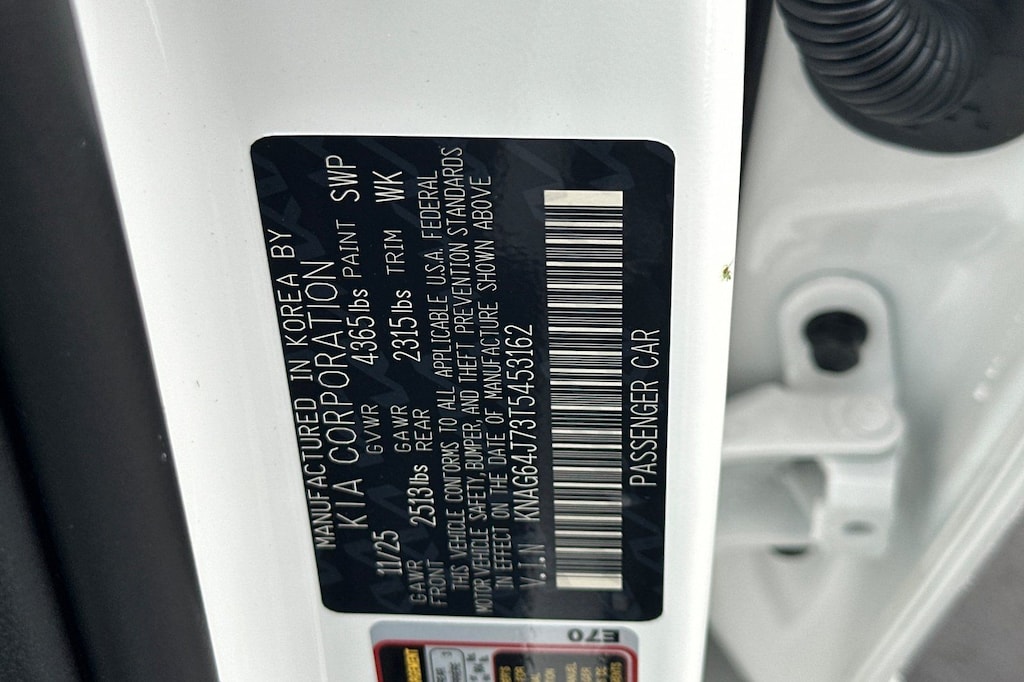 MANUFACTURED IN KOREA BY
KIA CORPORATION
11/25 GVWR 4365lbs PAINT SWP
GAWR FRONT 2513lbs GAWR REAR 2315lbs TRIM WK
THIS VEHICLE CONFORMS TO ALL APPLICABLE U.S.A. FEDERAL
MOTOR VEHICLE SAFETY, BUMPER, AND THEFT PREVENTION STANDARDS
IN EFFECT ON THE DATE OF MANUFACTURE SHOWN ABOVE
V.I.N KNAG64J73T5453162
PASSENGER CAR
E70